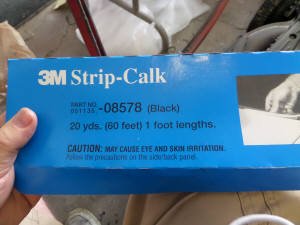 3M Strip-Calk
PART NO.
051135-08578 (Black)
20 yds. (60 feet) 1 foot lengths.
CAUTION: MAY CAUSE EYE AND SKIN IRRITATION.
Follow the precautions on the side/back panel.